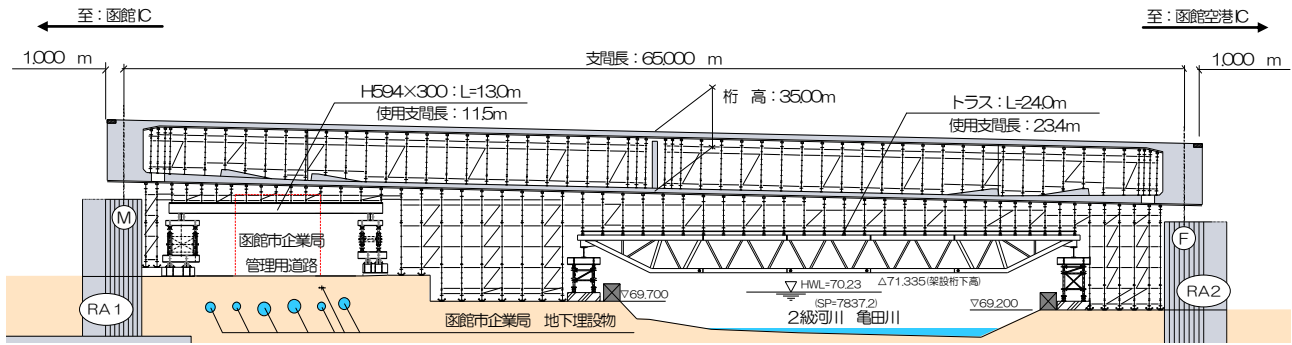 至：函館IC
至：函館空港IC
1,000 m
支間長：65,000 m
1,000 m
H594×300：L=13.0m
使用支間長：11.5m
桁 高：35.00m
トラス：L=24.0m
使用支間長：23.4m
M
F
函館市企業局
管理用道路
RA1
RA2
▽69.700
▽HWL=70.23
△71.335(架設桁下高)
(SP=7837.2)
▽69.200
2級河川 亀田川
函館市企業局 地下埋設物